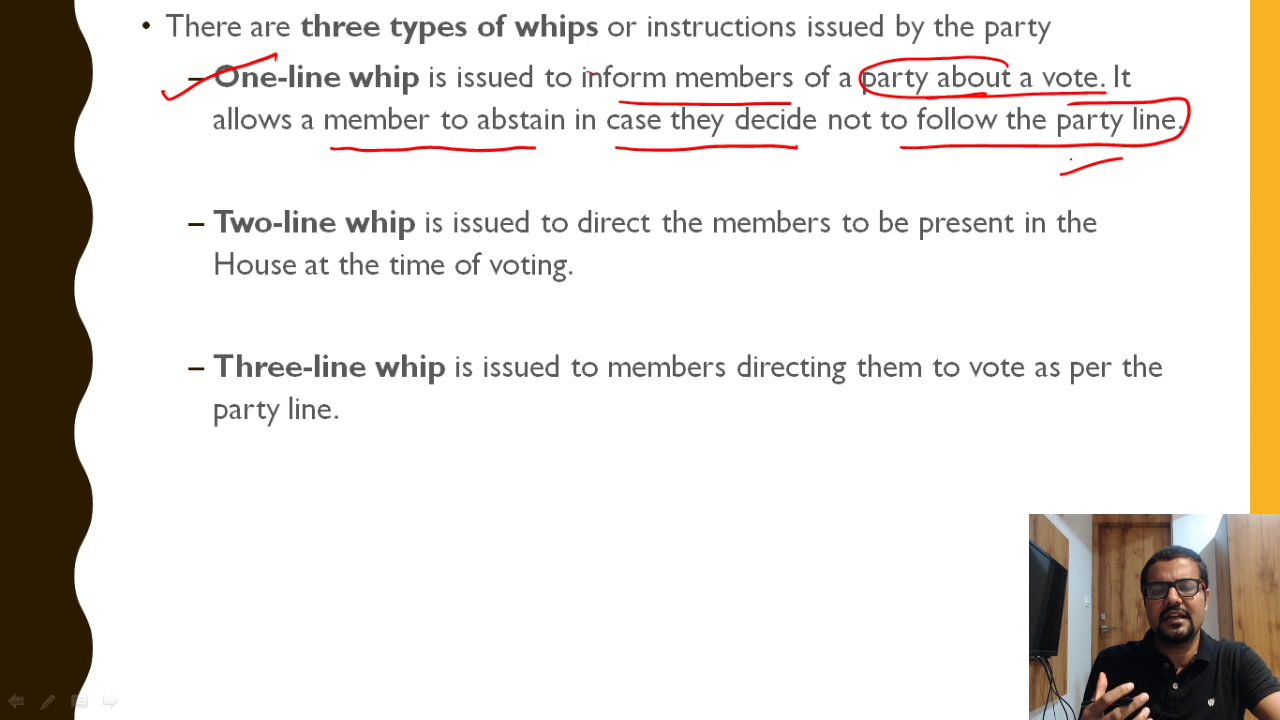 • There are three types of whips or instructions issued by the party
– One-line whip is issued to inform members of a party about a vote. It
allows a member to abstain in case they decide not to follow the party line.
– Two-line whip is issued to direct the members to be present in the
House at the time of voting.
– Three-line whip is issued to members directing them to vote as per the
party line.